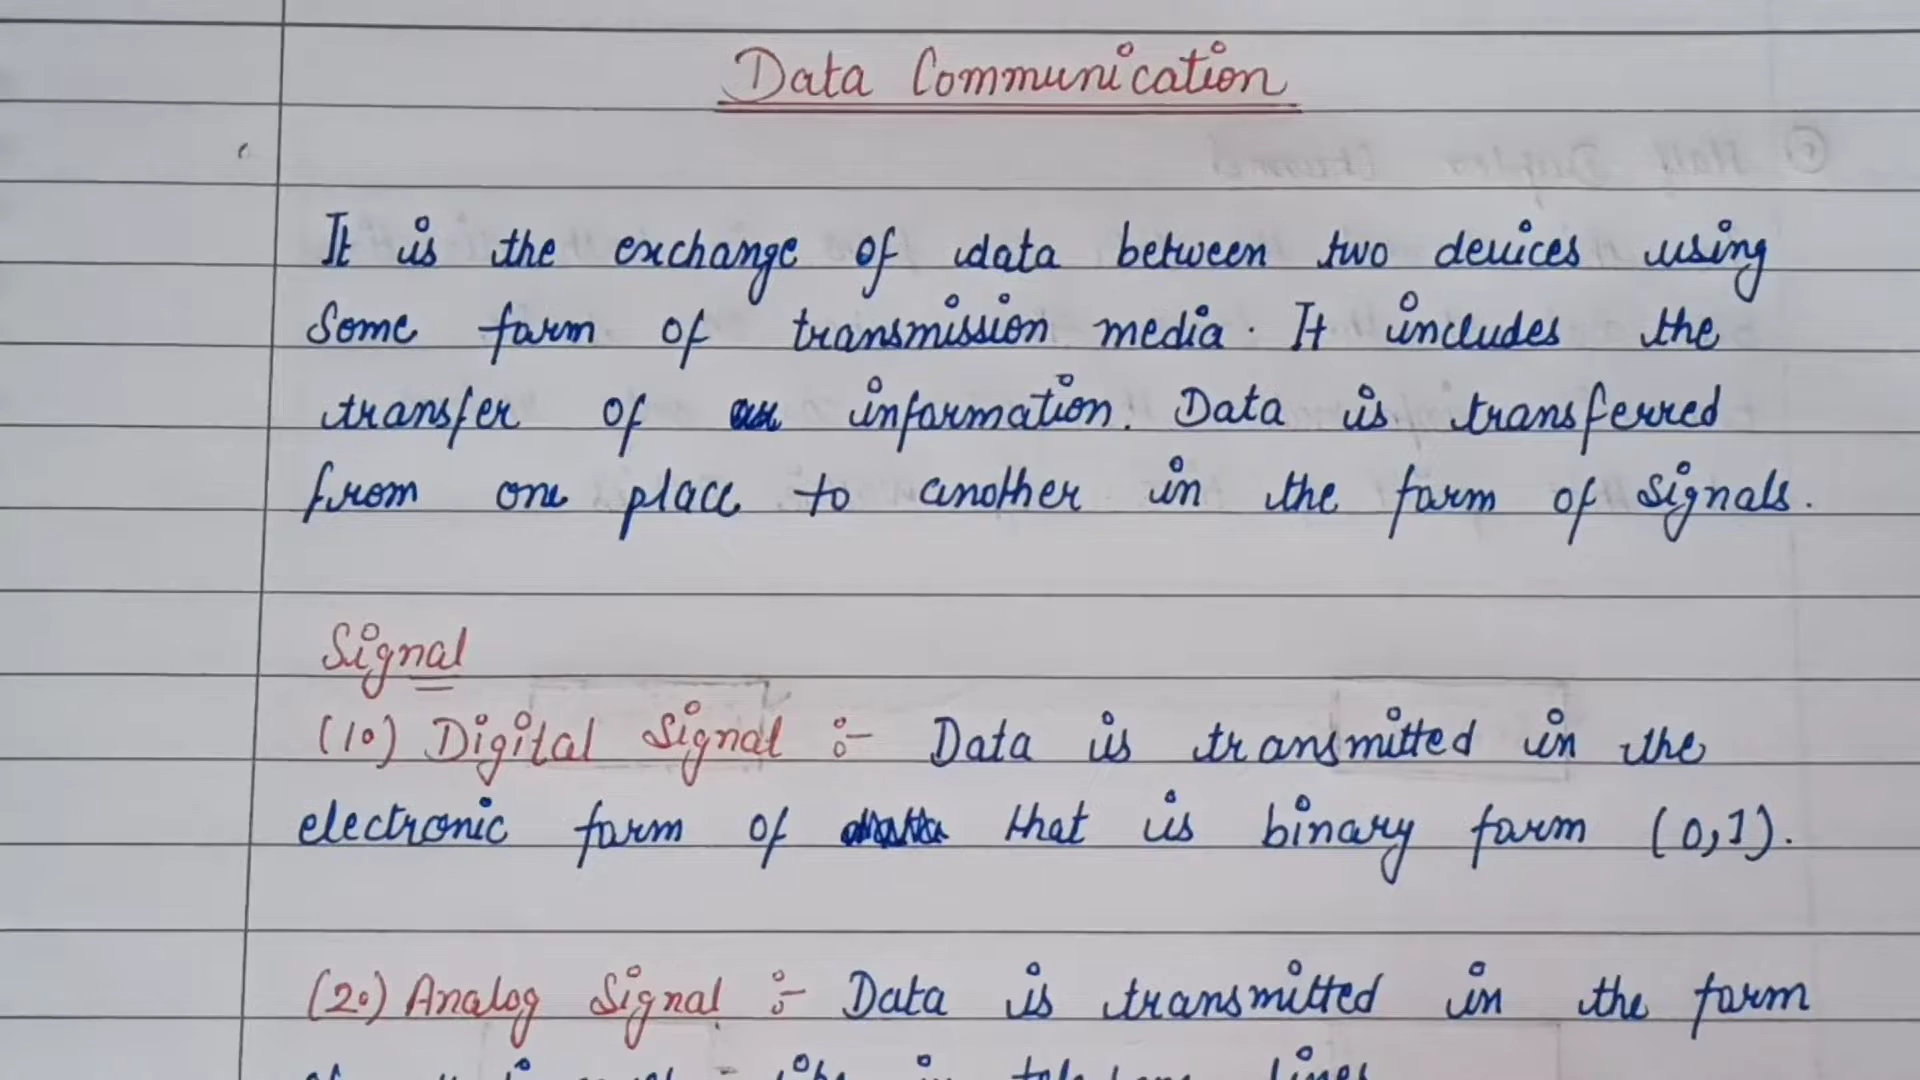 Data Communication
It is the exchange of data between two devices using
Some form of transmission media. It includes the
transfer of information. Data is transferred
from one place to another in the form of Signals.
Signal
(1.) Digital Signal :- Data is transmitted in the
electronic form of that is binary form (0,1).
(2.) Analog Signal :- Data is transmitted in the form
in telephone lines